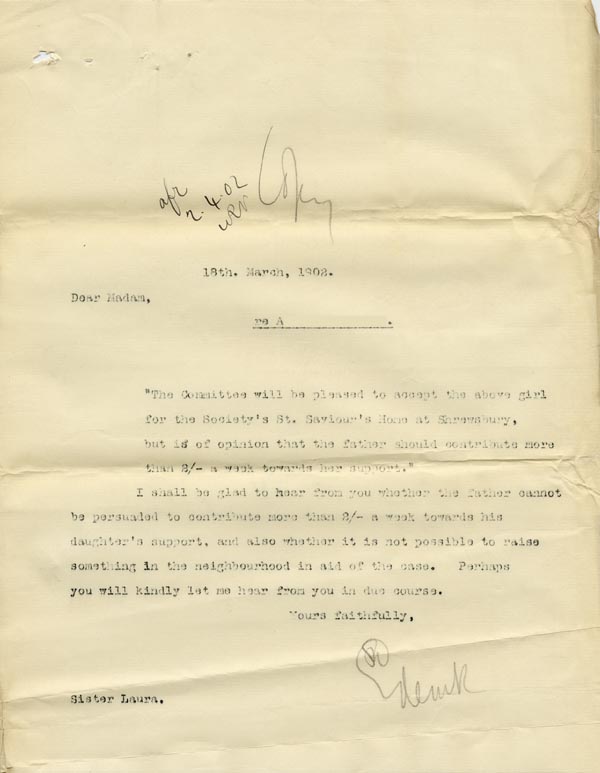 2.4.02
Copy
18th. March, 1902.
Dear Madam,
re A .
"The Committee will be pleased to accept the above girl
for the Society's St. Saviour's Home at Shrewsbury,
but is of opinion that the father should contribute more
than 2/- a week towards her support."
I shall be glad to hear from you whether the father cannot
be persuaded to contribute more than 2/- a week towards his
daughter's support, and also whether it is not possible to raise
something in the neighbourhood in aid of the case. Perhaps
you will kindly let me hear from you in due course.
Yours faithfully,
Sister Laura.